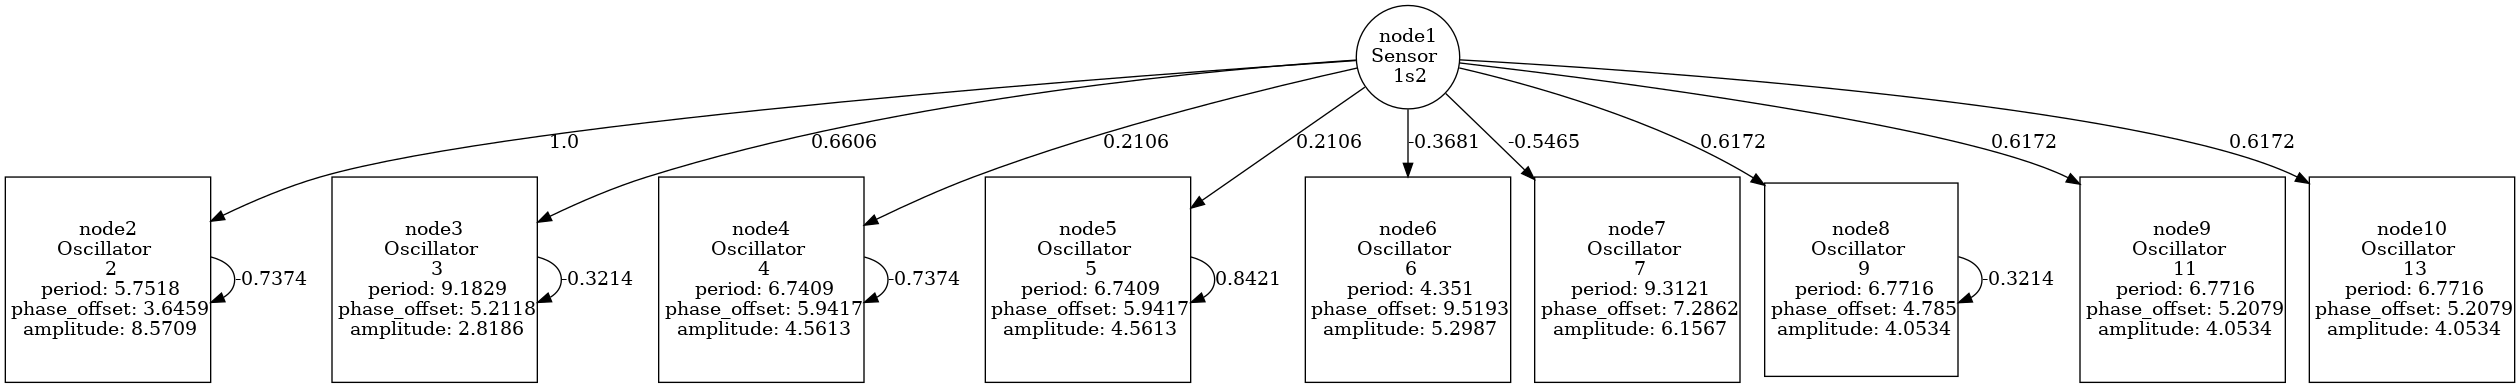 node1
Sensor
1s2
1.0
0.6606
0.2106
0.2106
-0.3681
-0.5465
0.6172
0.6172
0.6172
node2
Oscillator
2
period: 5.7518
phase_offset: 3.6459
amplitude: 8.5709
-0.7374
node3
Oscillator
3
period: 9.1829
phase_offset: 5.2118
amplitude: 2.8186
-0.3214
node4
Oscillator
4
period: 6.7409
phase_offset: 5.9417
amplitude: 4.5613
-0.7374
node5
Oscillator
5
period: 6.7409
phase_offset: 5.9417
amplitude: 4.5613
0.8421
node6
Oscillator
6
period: 4.351
phase_offset: 9.5193
amplitude: 5.2987
node7
Oscillator
7
period: 9.3121
phase_offset: 7.2862
amplitude: 6.1567
node8
Oscillator
9
period: 6.7716
phase_offset: 4.785
amplitude: 4.0534
-0.3214
node9
Oscillator
11
period: 6.7716
phase_offset: 5.2079
amplitude: 4.0534
node10
Oscillator
13
period: 6.7716
phase_offset: 5.2079
amplitude: 4.0534